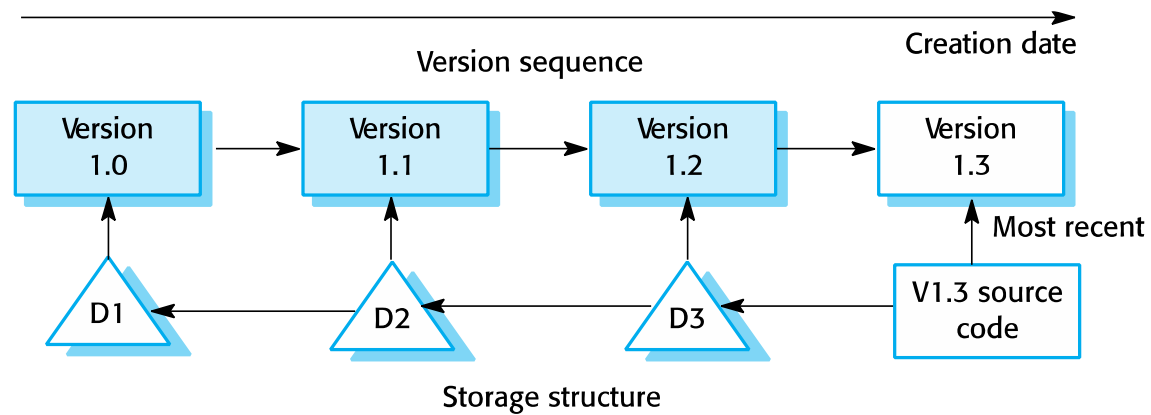 Creation date
Version sequence
Version
1.0
Version
1.1
Version
1.2
Version
1.3
Most recent
D1
D2
D3
V1.3 source
code
Storage structure